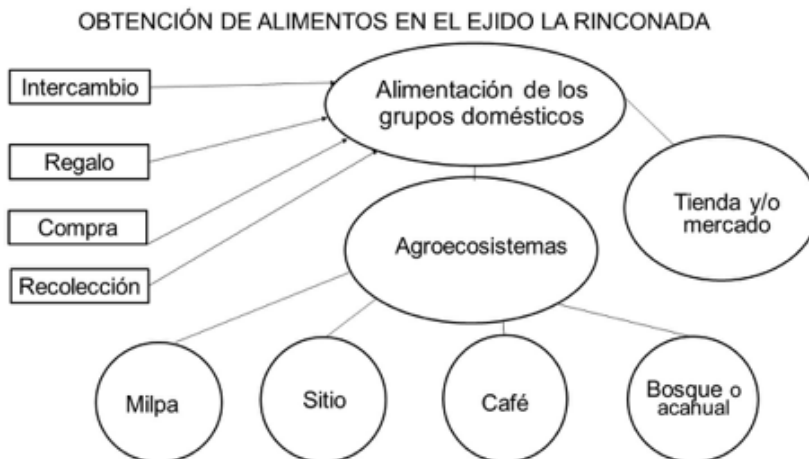 OBTENCIÓN DE ALIMENTOS EN EL EJIDO LA RINCONADA
Intercambio
Regalo
Compra
Recolección
Alimentación de los
grupos domésticos
Tienda y/o
mercado
Agroecosistemas
Milpa
Sitio
Café
Bosque o
acahual